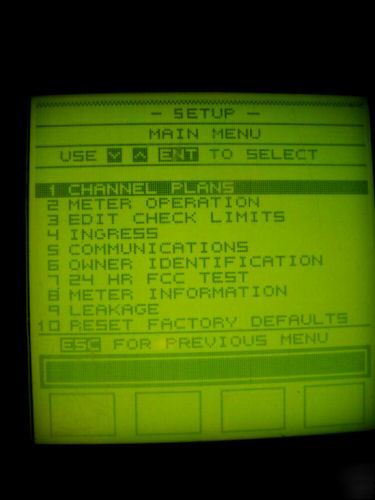 - SETUP -
MAIN MENU
USE ∨ ∧ ENT TO SELECT
1 CHANNEL PLANS
2 METER OPERATION
3 EDIT CHECK LIMITS
4 INGRESS
5 COMMUNICATIONS
6 OWNER IDENTIFICATION
7 24 HR FCC TEST
8 METER INFORMATION
9 LEAKAGE
10 RESET FACTORY DEFAULTS
ESC FOR PREVIOUS MENU